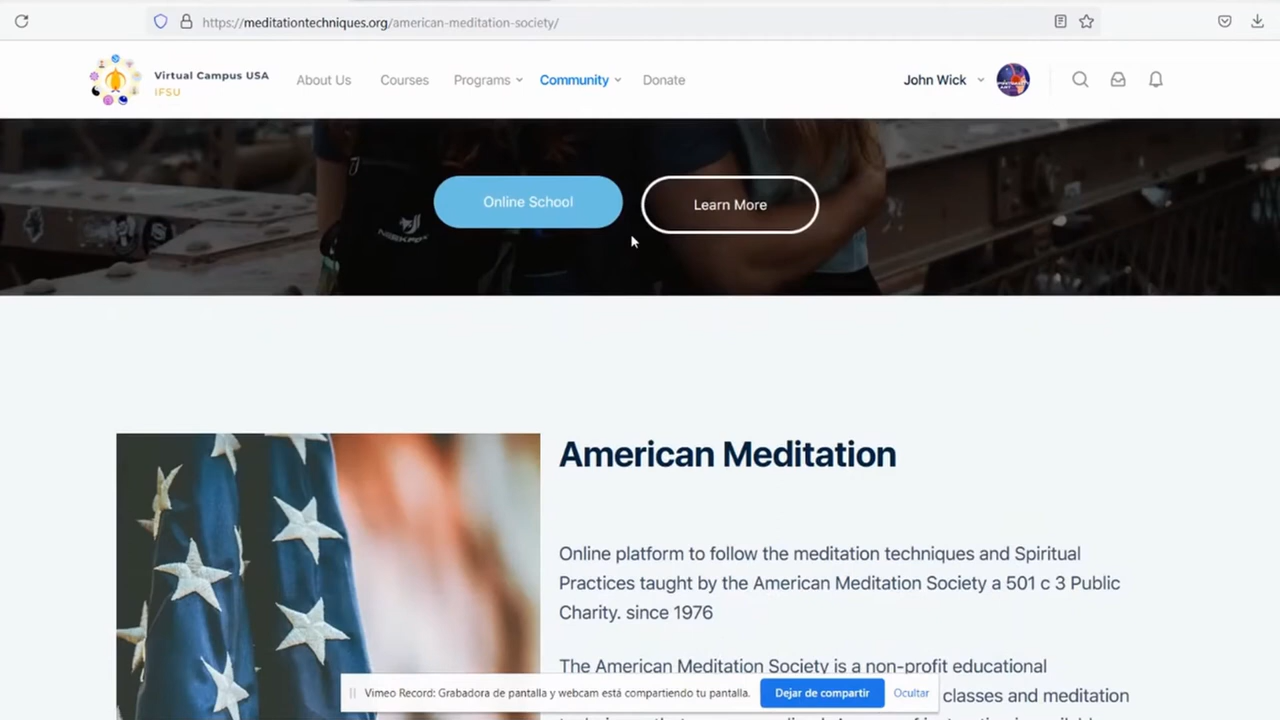 https://meditationtechniques.org/american-meditation-society/
Virtual Campus USA
IFSU
About Us
Courses
Programs
Community
Donate
John Wick
Online School
Learn More
American Meditation
Online platform to follow the meditation techniques and Spiritual
Practices taught by the American Meditation Society a 501 c 3 Public
Charity. since 1976
The American Meditation Society is a non-profit educational
classes and meditation
Vimeo Record: Grabadora de pantalla y webcam está compartiendo tu pantalla.
Dejar de compartir
Ocultar